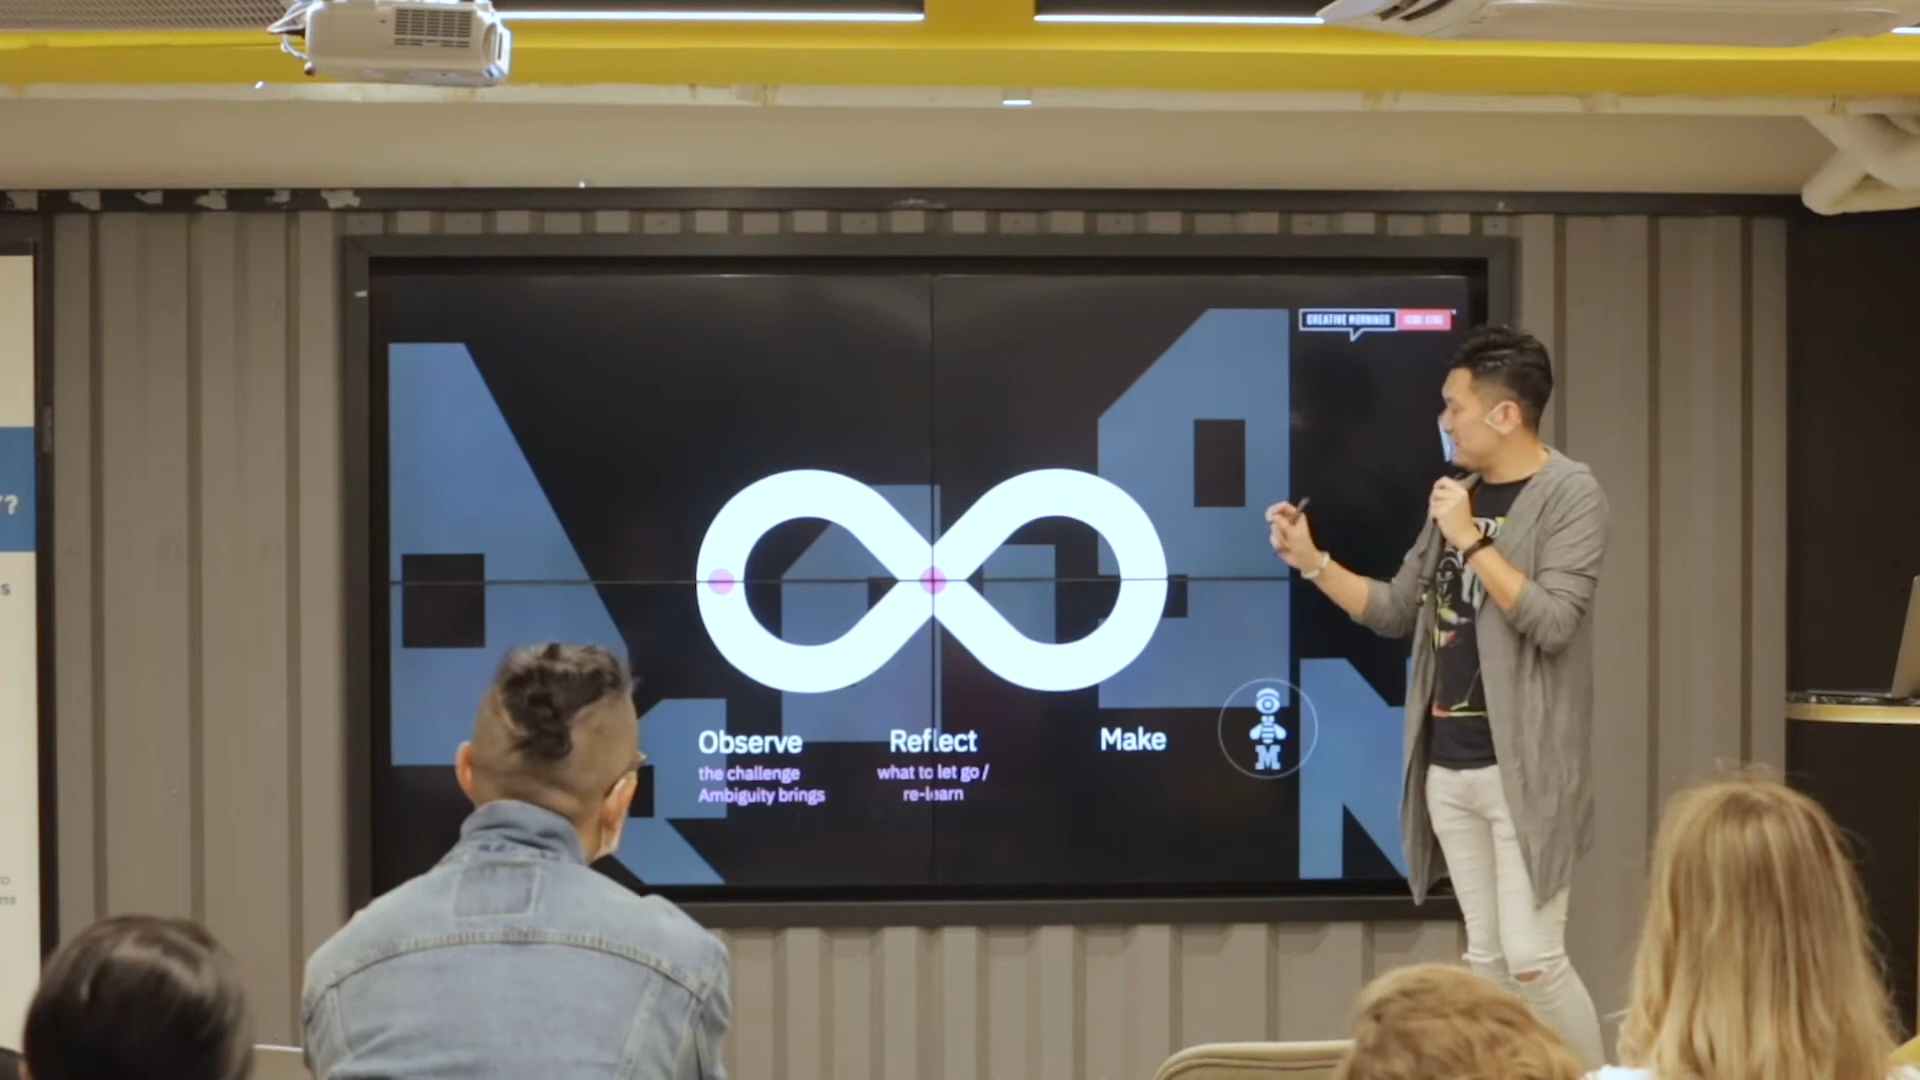 CREATIVE MORNINGS
Observe
the challenge
Ambiguity brings
Reflect
what to let go /
re-learn
Make
M
?
s